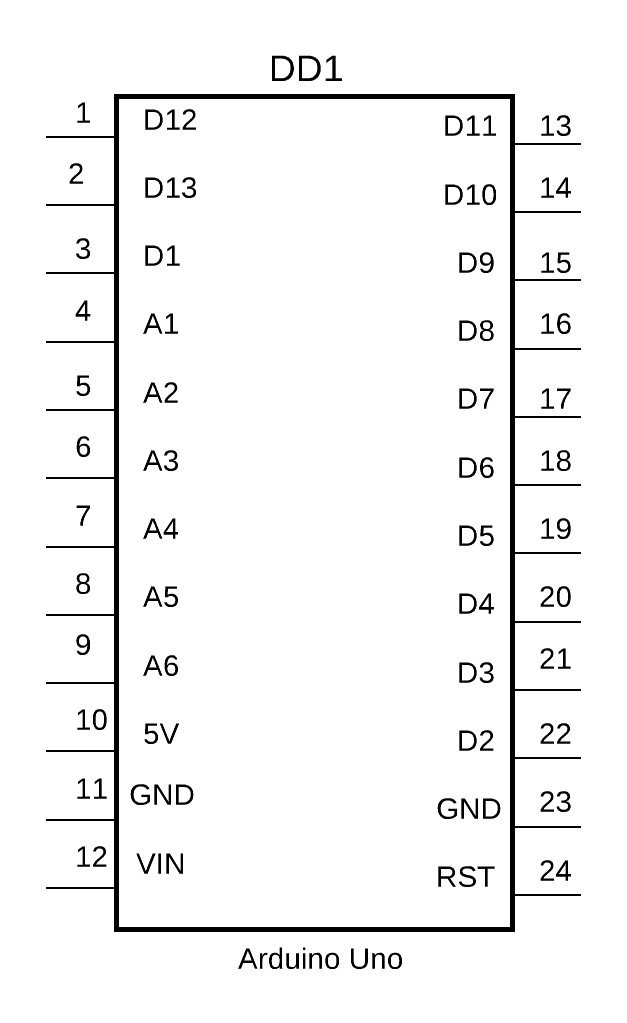 DD1
1 D12 D11 13
2 D13 D10 14
3 D1 D9 15
4 A1 D8 16
5 A2 D7 17
6 A3 D6 18
7 A4 D5 19
8 A5 D4 20
9 A6 D3 21
10 5V D2 22
11 GND GND 23
12 VIN RST 24
Arduino Uno